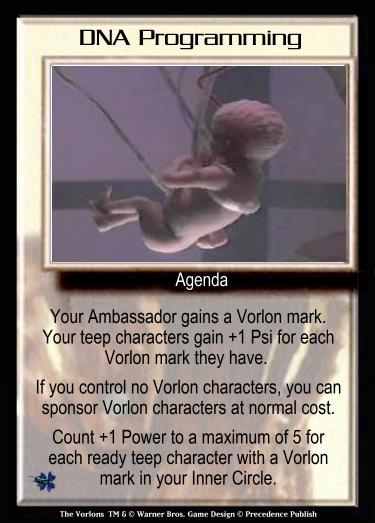 DNA Programming
Agenda
Your Ambassador gains a Vorlon mark.
Your teep characters gain +1 Psi for each
Vorlon mark they have.
If you control no Vorlon characters, you can
sponsor Vorlon characters at normal cost.
Count +1 Power to a maximum of 5 for
each ready teep character with a Vorlon
mark in your Inner Circle.
The Vorlons TM & © Warner Bros. Game Design © Precedence Publish